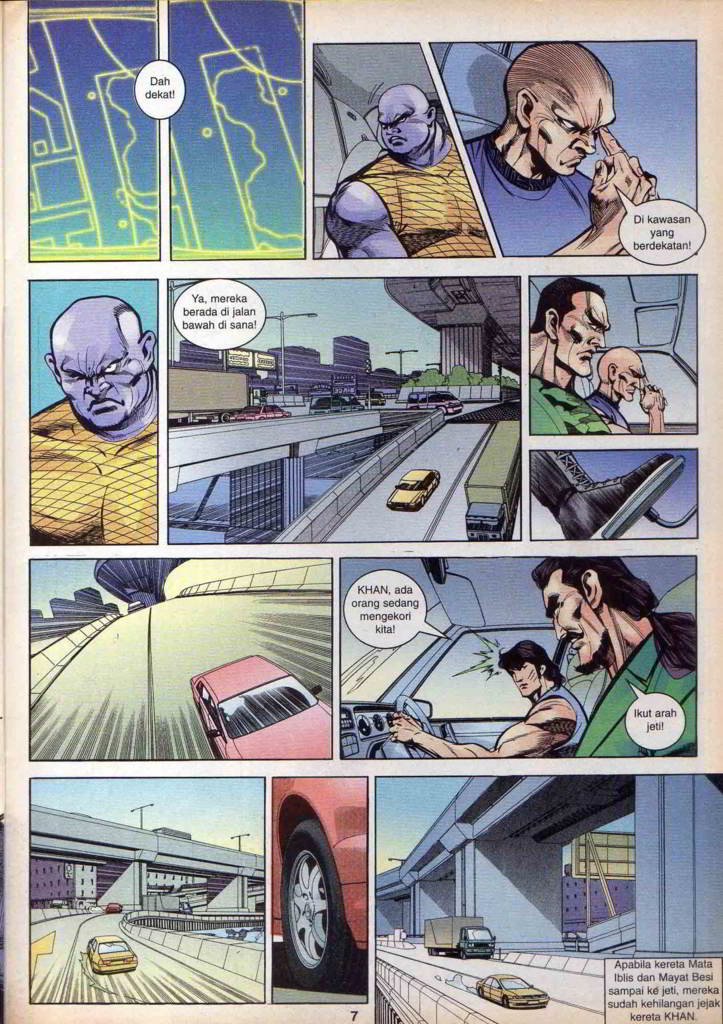 Dah
dekat!
Di kawasan
yang
berdekatan!
Ya, mereka
berada di jalan
bawah di sana!
KHAN, ada
orang sedang
mengekori
kita!
Ikut arah
jeti!
Apabila kereta Mata
Iblis dan Mayat Besi
sampai ke jeti, mereka
sudah kehilangan jejak
kereta KHAN.
7